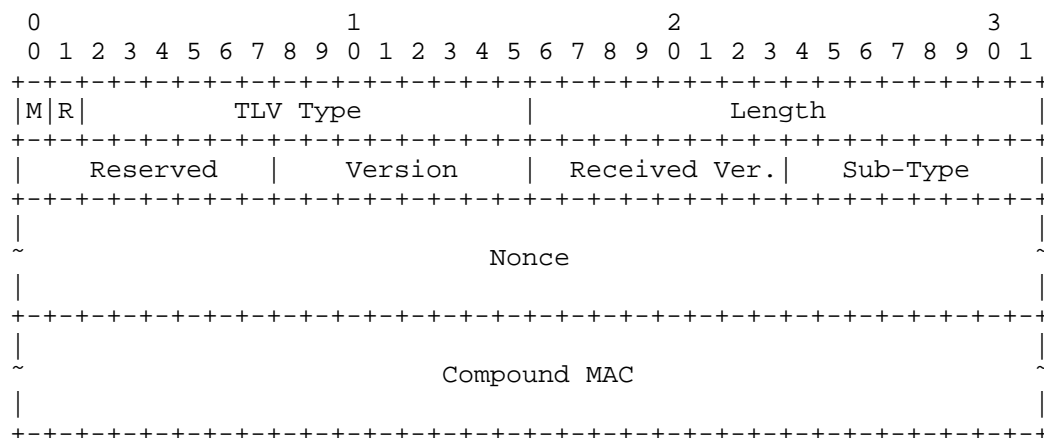 0                   1                   2                   3
 0 1 2 3 4 5 6 7 8 9 0 1 2 3 4 5 6 7 8 9 0 1 2 3 4 5 6 7 8 9 0 1
+-+-+-+-+-+-+-+-+-+-+-+-+-+-+-+-+-+-+-+-+-+-+-+-+-+-+-+-+-+-+-+-+
|M|R|         TLV Type          |            Length             |
+-+-+-+-+-+-+-+-+-+-+-+-+-+-+-+-+-+-+-+-+-+-+-+-+-+-+-+-+-+-+-+-+
|    Reserved   |    Version    |  Received Ver.|   Sub-Type    |
+-+-+-+-+-+-+-+-+-+-+-+-+-+-+-+-+-+-+-+-+-+-+-+-+-+-+-+-+-+-+-+-+
|                                                               |
~                             Nonce                             ~
|                                                               |
+-+-+-+-+-+-+-+-+-+-+-+-+-+-+-+-+-+-+-+-+-+-+-+-+-+-+-+-+-+-+-+-+
|                                                               |
~                          Compound MAC                         ~
|                                                               |
+-+-+-+-+-+-+-+-+-+-+-+-+-+-+-+-+-+-+-+-+-+-+-+-+-+-+-+-+-+-+-+-+